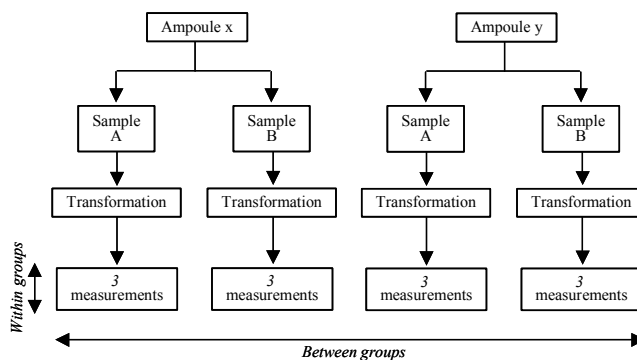 Ampoule x
Ampoule y
Sample
A
Sample
B
Sample
A
Sample
B
Transformation
Transformation
Transformation
Transformation
3
measurements
3
measurements
3
measurements
3
measurements
Within groups
Between groups